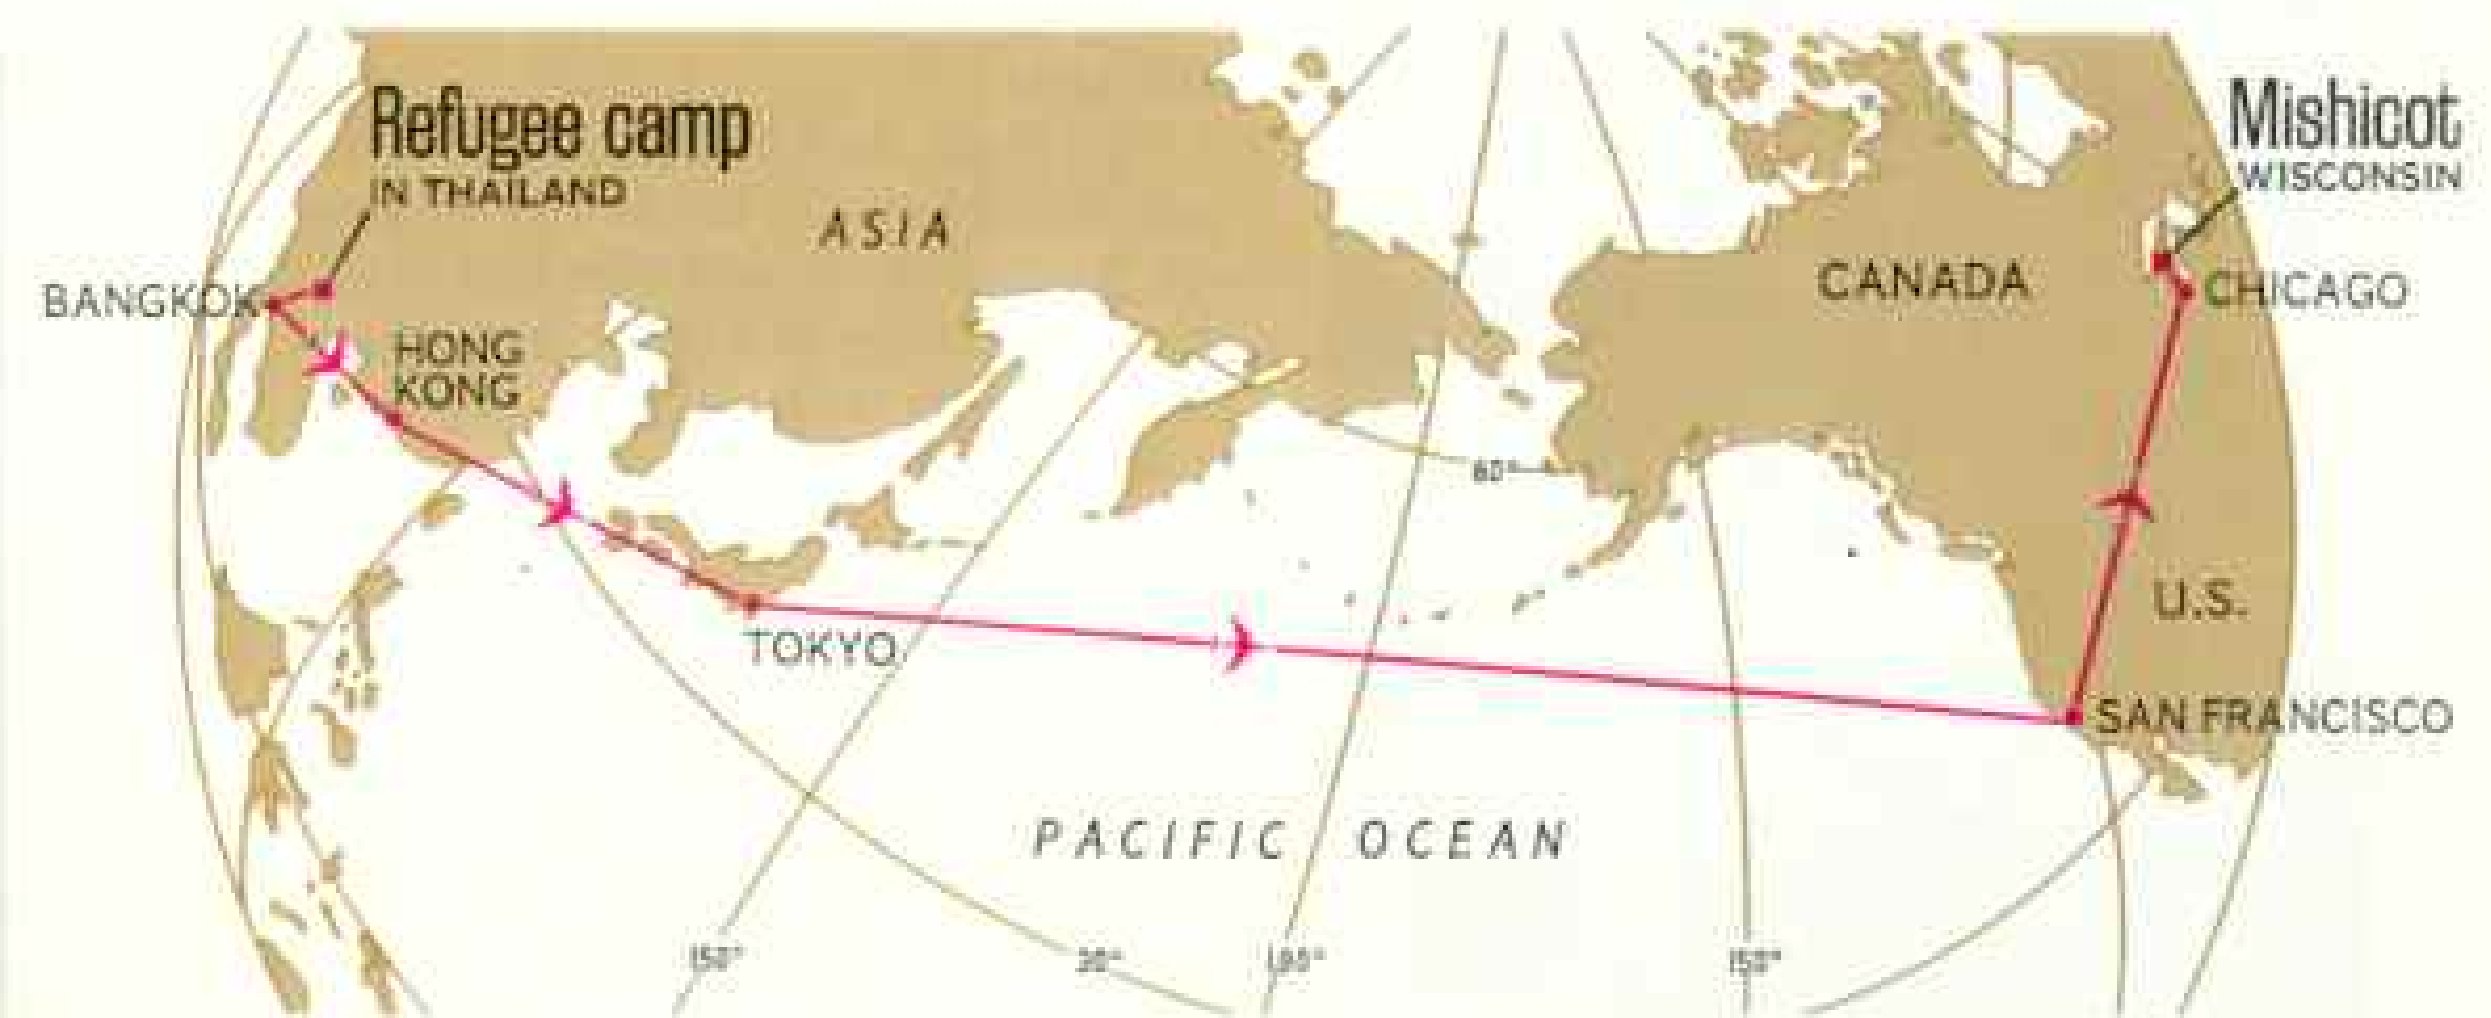 Refugee camp
IN THAILAND
Mishicot
WISCONSIN
ASIA
CANADA
BANGKOK
CHICAGO
HONG
KONG
60°
U.S.
TOKYO
SAN FRANCISCO
PACIFIC OCEAN
150°
180°
150°